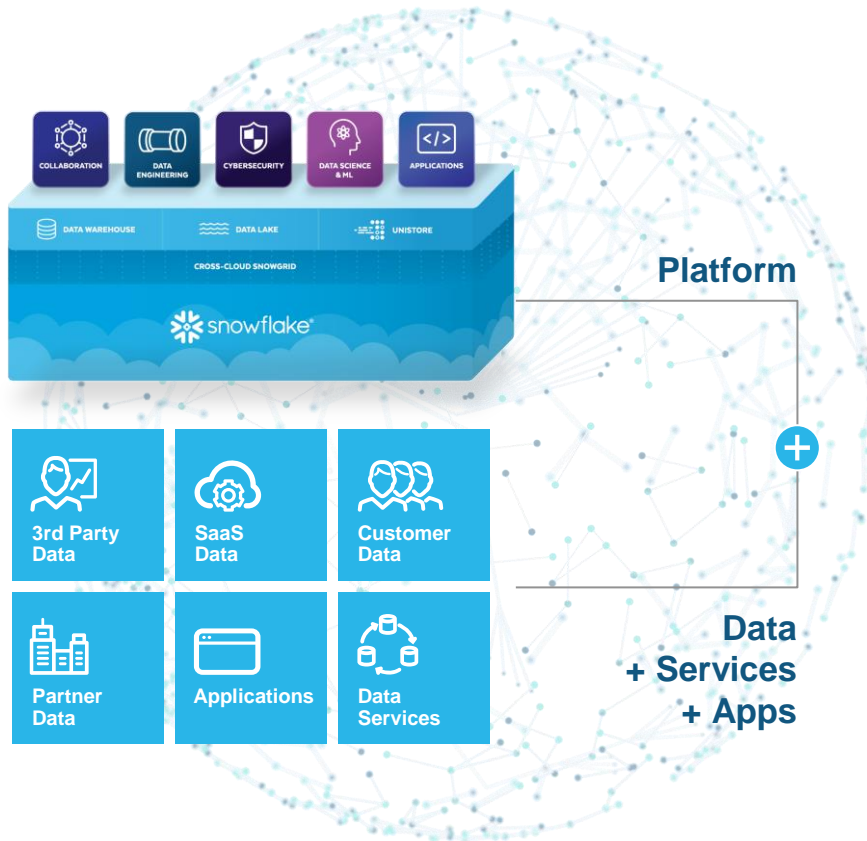 COLLABORATION
DATA
ENGINEERING
CYBERSECURITY
DATA SCIENCE
& ML
APPLICATIONS
DATA WAREHOUSE
DATA LAKE
UNISTORE
CROSS-CLOUD SNOWGRID
snowflake®
Platform
3rd Party
Data
SaaS
Data
Customer
Data
Partner
Data
Applications
Data
Services
Data
+ Services
+ Apps